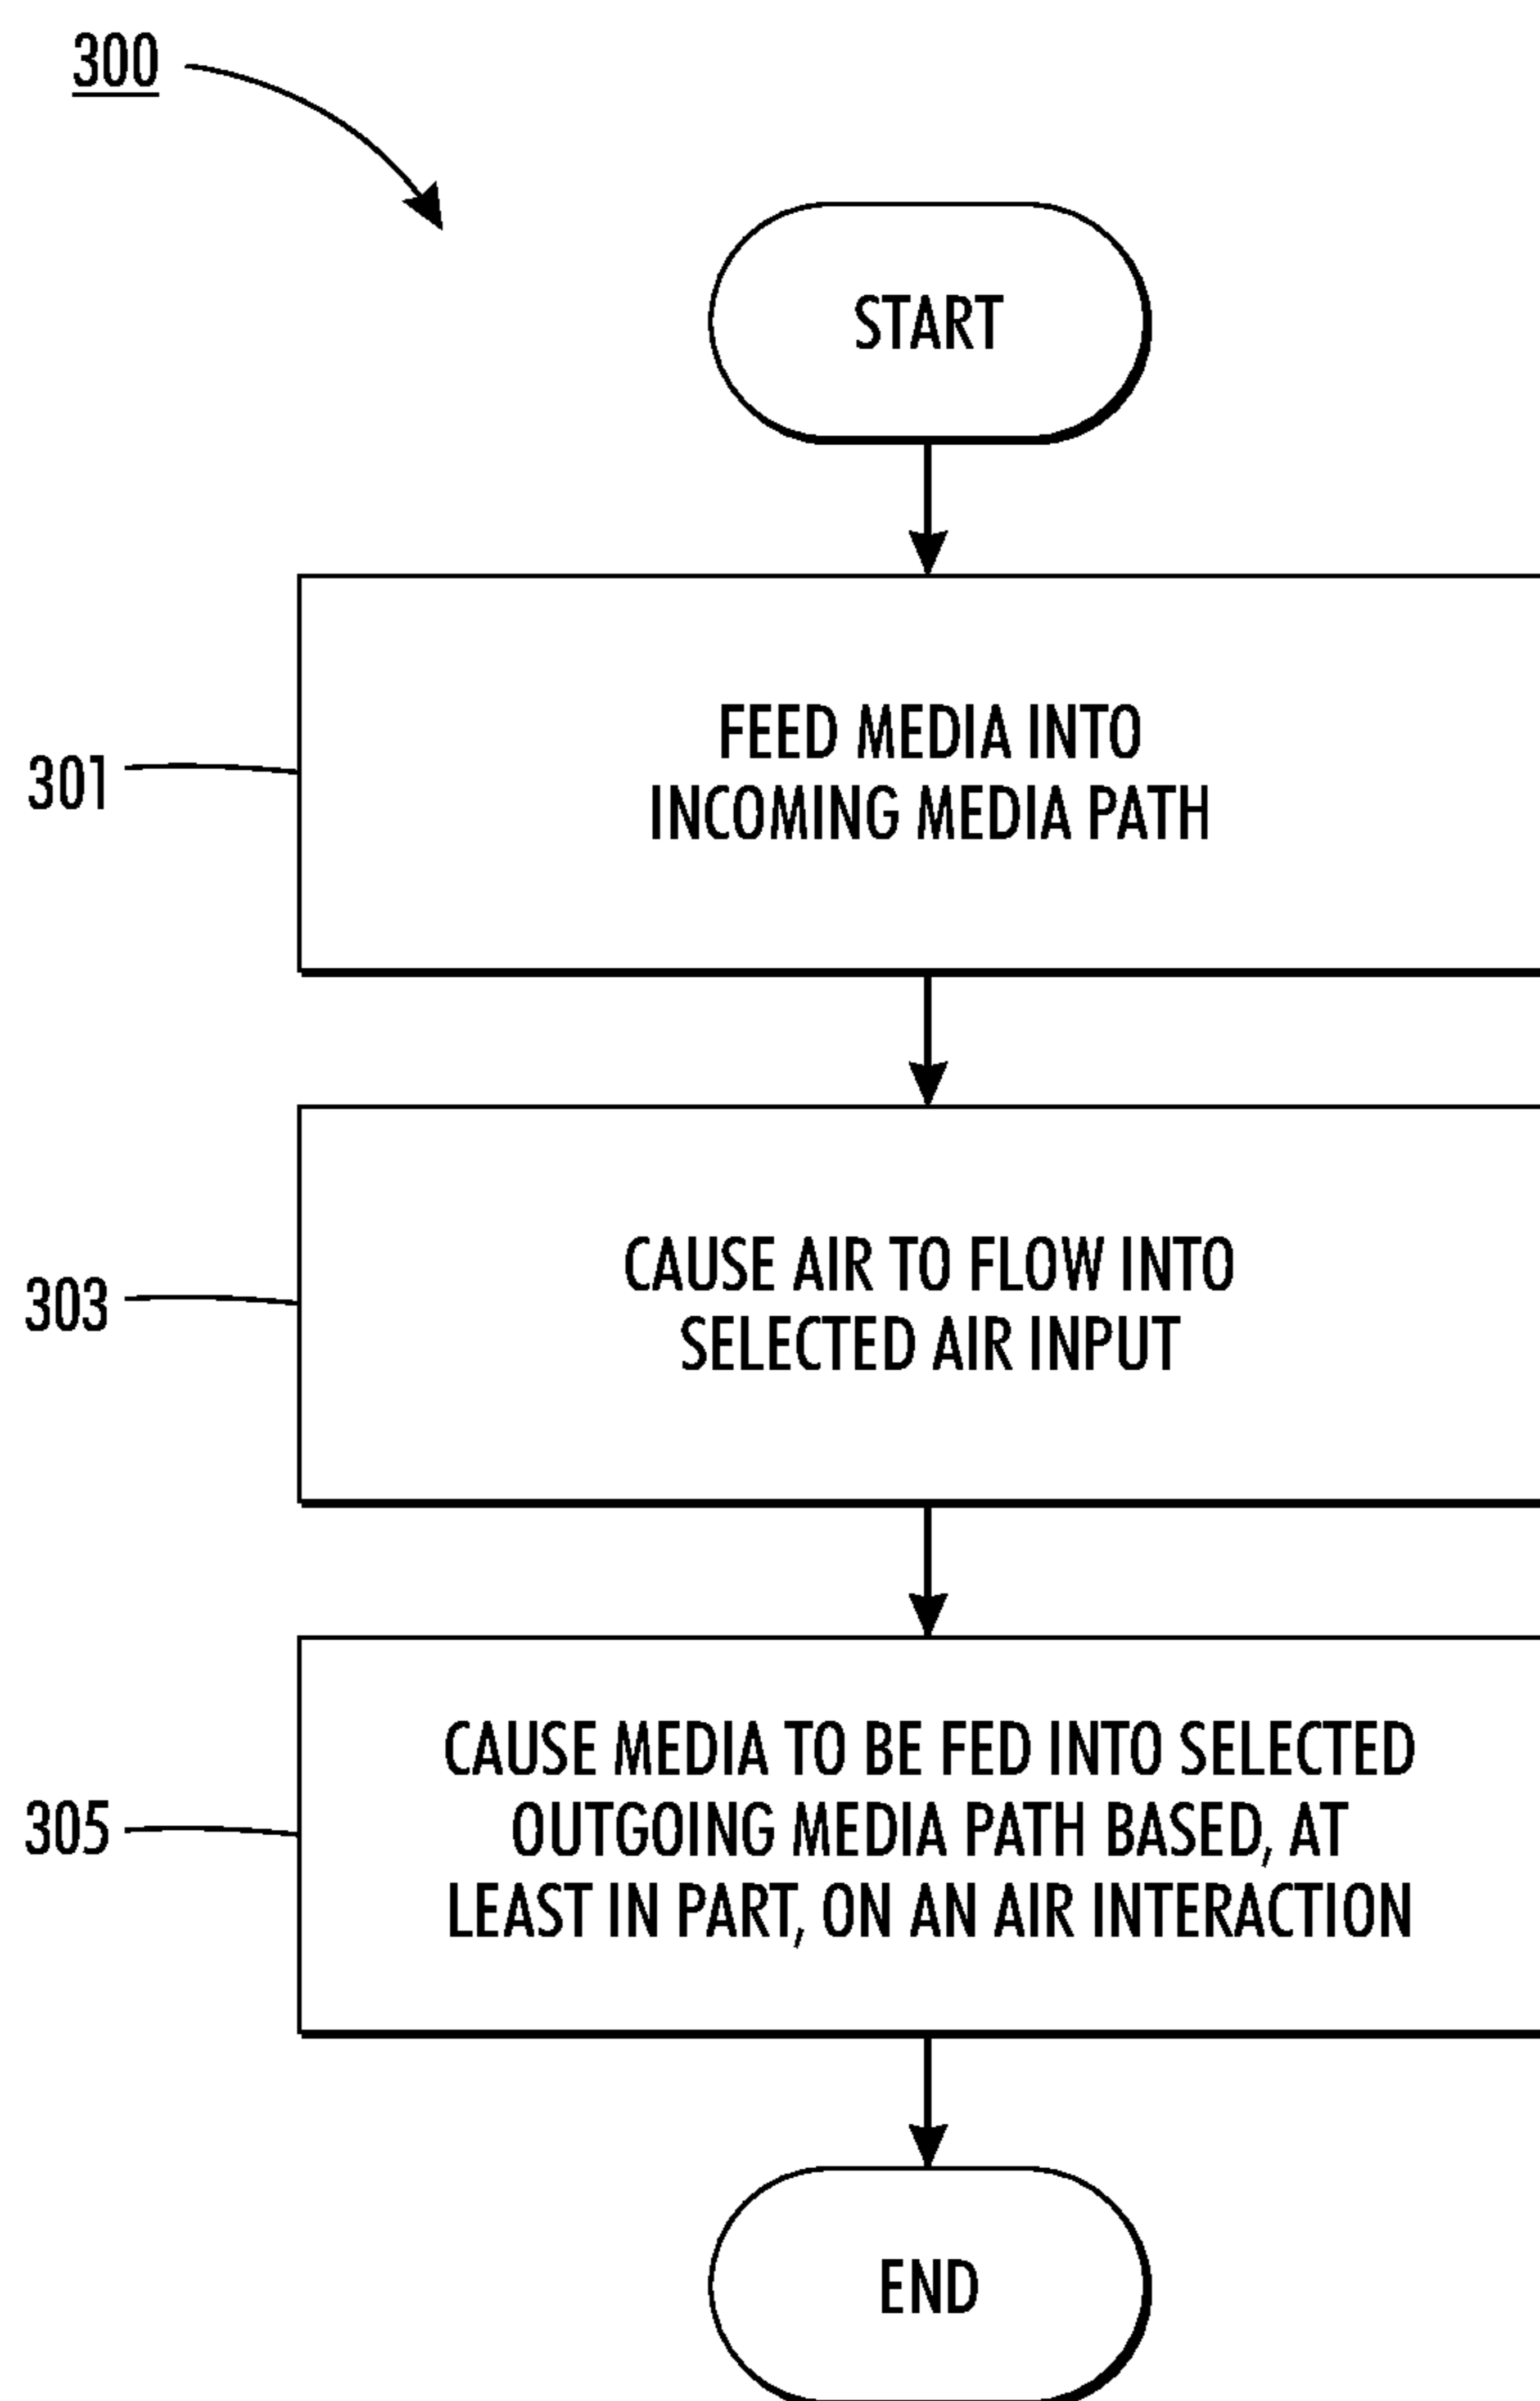 300
START
301
FEED MEDIA INTO
INCOMING MEDIA PATH
303
CAUSE AIR TO FLOW INTO
SELECTED AIR INPUT
305
CAUSE MEDIA TO BE FED INTO SELECTED
OUTGOING MEDIA PATH BASED, AT
LEAST IN PART, ON AN AIR INTERACTION
END